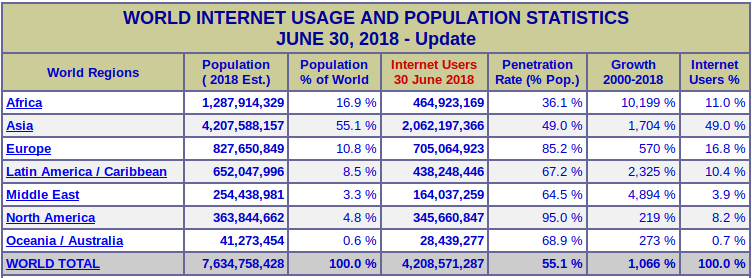 WORLD INTERNET USAGE AND POPULATION STATISTICS
JUNE 30, 2018 - Update
World Regions Population ( 2018 Est.) Population % of World Internet Users 30 June 2018 Penetration Rate (% Pop.) Growth 2000-2018 Internet Users %
Africa 1,287,914,329 16.9 % 464,923,169 36.1 % 10,199 % 11.0 %
Asia 4,207,588,157 55.1 % 2,062,197,366 49.0 % 1,704 % 49.0 %
Europe 827,650,849 10.8 % 705,064,923 85.2 % 570 % 16.8 %
Latin America / Caribbean 652,047,996 8.5 % 438,248,446 67.2 % 2,325 % 10.4 %
Middle East 254,438,981 3.3 % 164,037,259 64.5 % 4,894 % 3.9 %
North America 363,844,662 4.8 % 345,660,847 95.0 % 219 % 8.2 %
Oceania / Australia 41,273,454 0.6 % 28,439,277 68.9 % 273 % 0.7 %
WORLD TOTAL 7,634,758,428 100.0 % 4,208,571,287 55.1 % 1,066 % 100.0 %